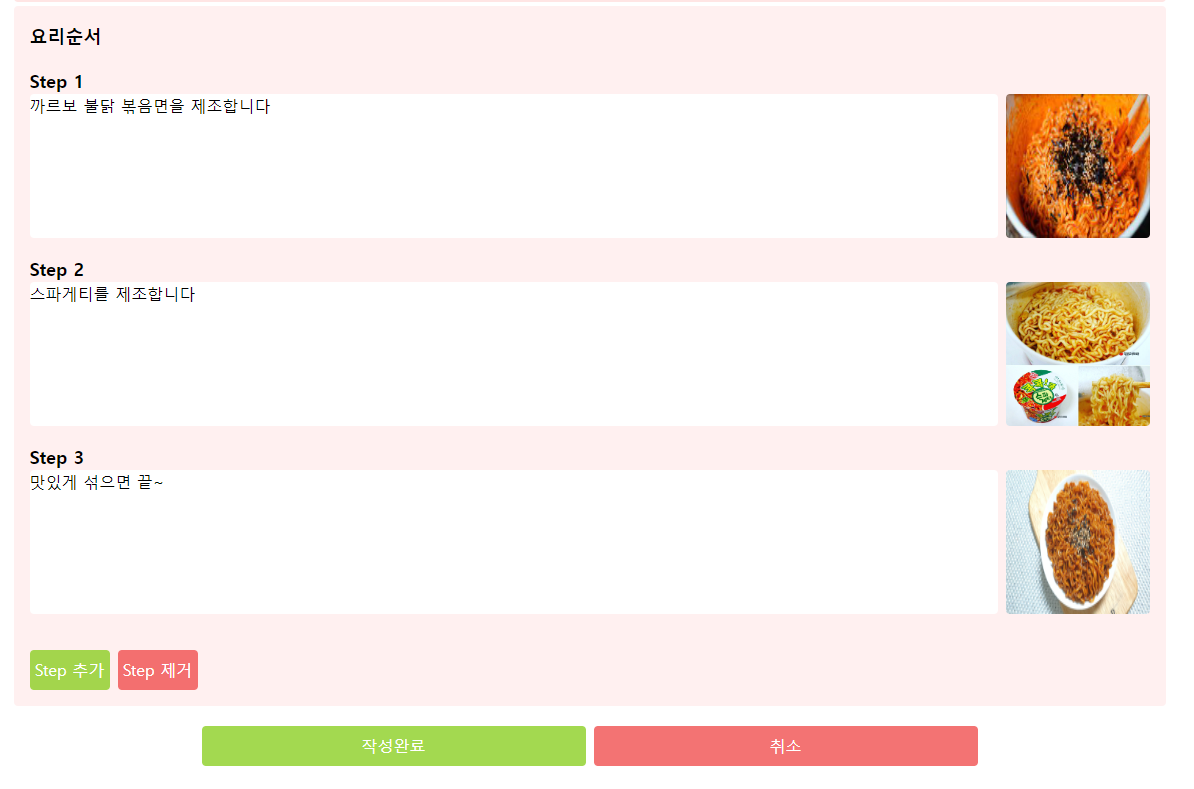 요리순서
Step 1
까르보 불닭 볶음면을 제조합니다
Step 2
스파게티를 제조합니다
Step 3
맛있게 섞으면 끝~
Step 추가
Step 제거
작성완료
취소